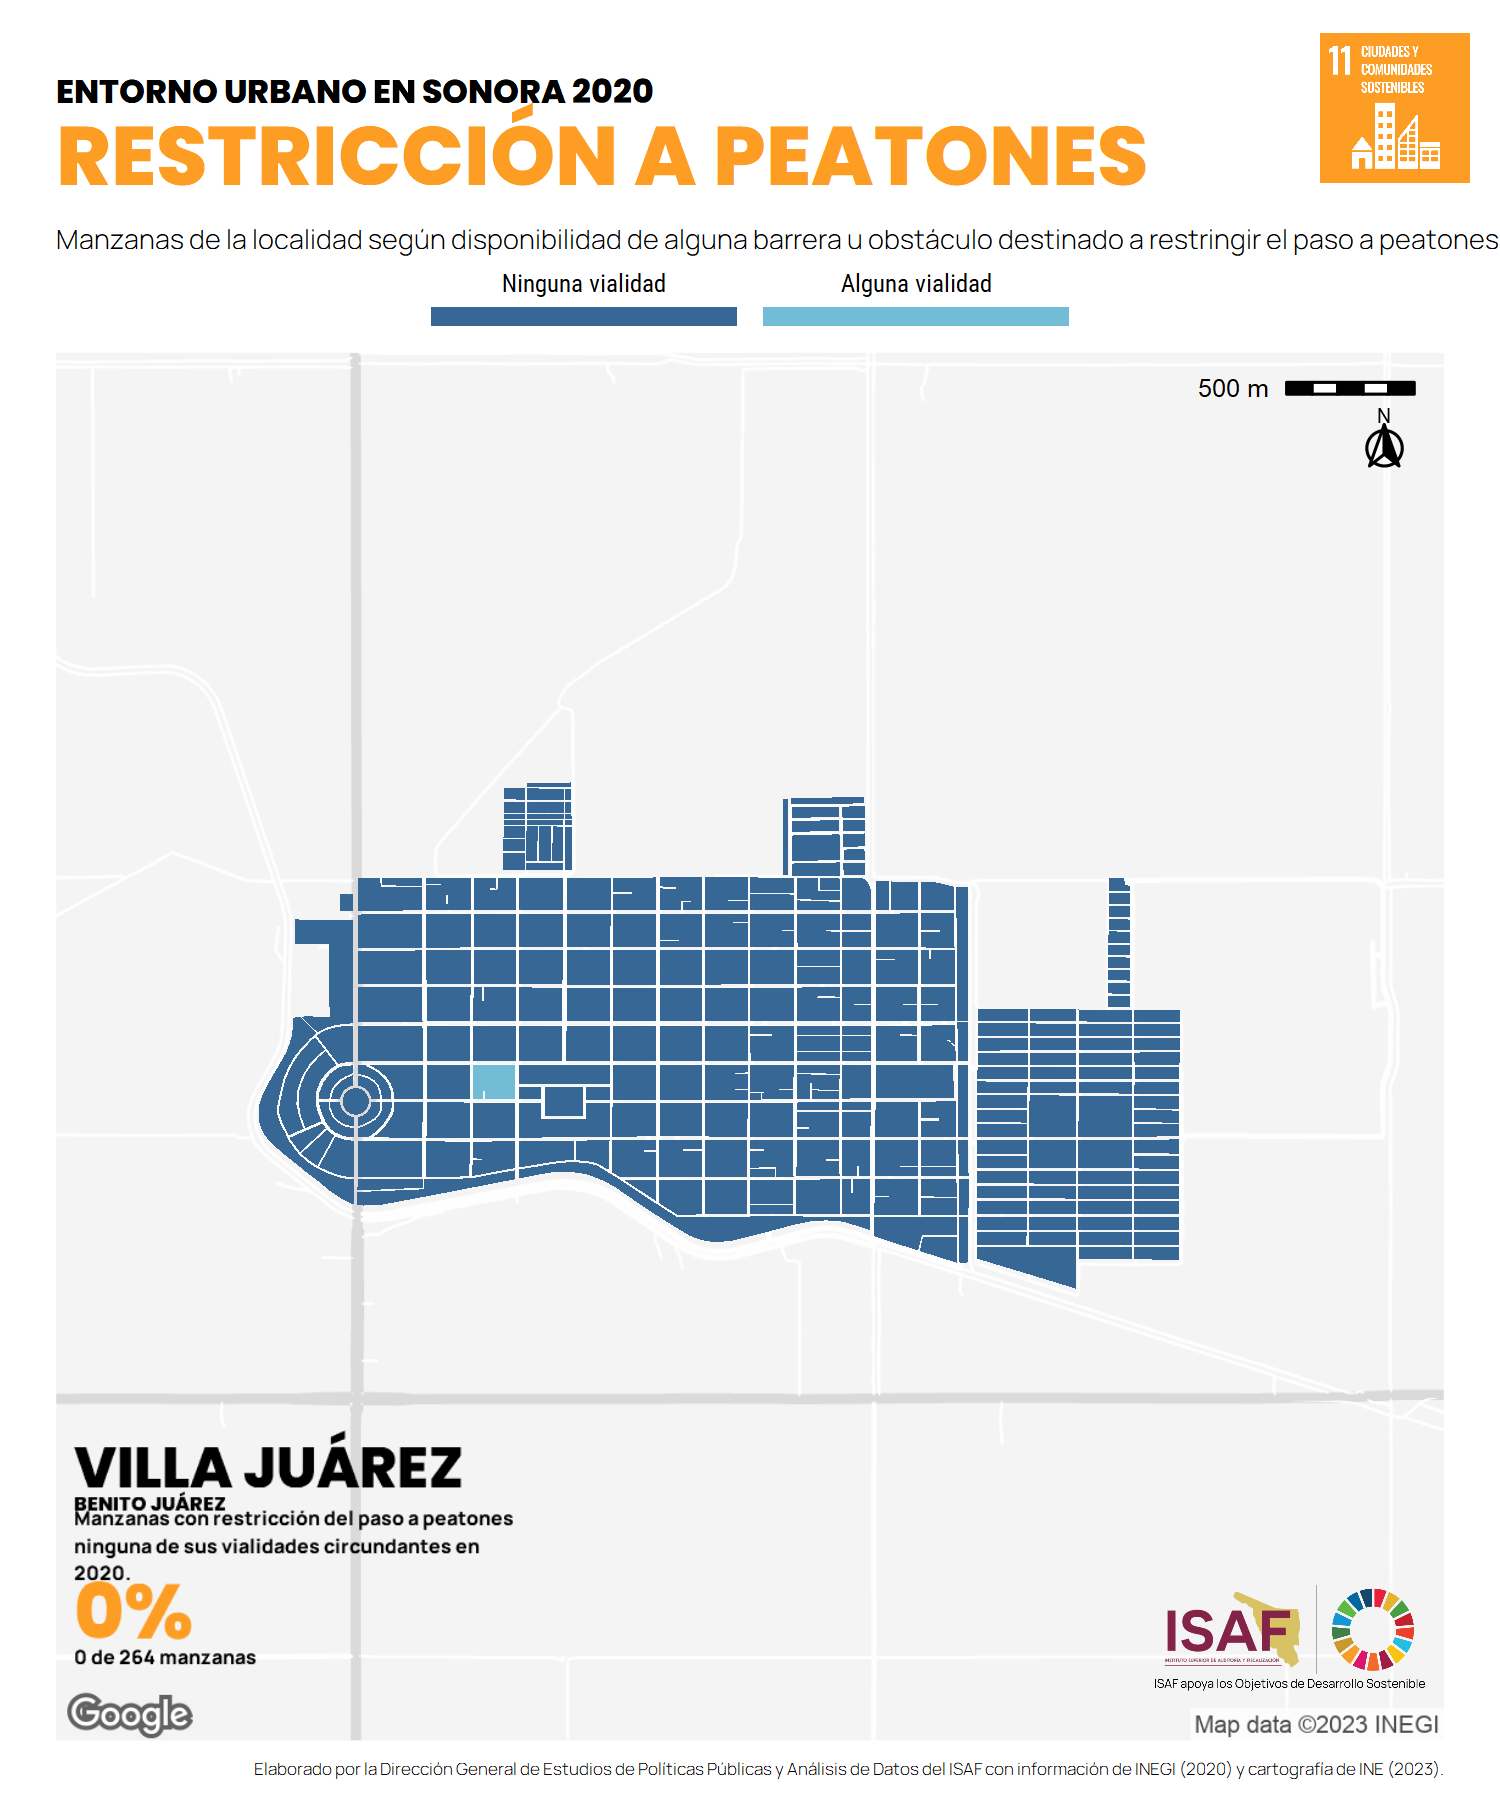 ENTORNO URBANO EN SONORA 2020
RESTRICCIÓN A PEATONES
11 CIUDADES Y
COMUNIDADES
SOSTENIBLES
Manzanas de la localidad según disponibilidad de alguna barrera u obstáculo destinado a restringir el paso a peatones
Ninguna vialidad
Alguna vialidad
500 m
N
VILLA JUÁREZ
BENITO JUÁREZ
Manzanas con restricción del paso a peatones
ninguna de sus vialidades circundantes en
2020.
0%
0 de 264 manzanas
ISAF
INSTITUTO SUPERIOR DE AUDITORÍA Y FISCALIZACIÓN
ISAF apoya los Objetivos de Desarrollo Sostenible
Google
Map data ©2023 INEGI
Elaborado por la Dirección General de Estudios de Políticas Públicas y Análisis de Datos del ISAF con información de INEGI (2020) y cartografía de INE (2023).